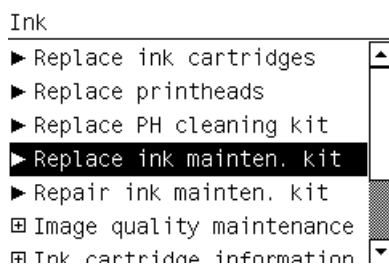 Ink
Replace ink cartridges
Replace printheads
Replace PH cleaning kit
Replace ink mainten. kit
Repair ink mainten. kit
Image quality maintenance
Ink cartridge information